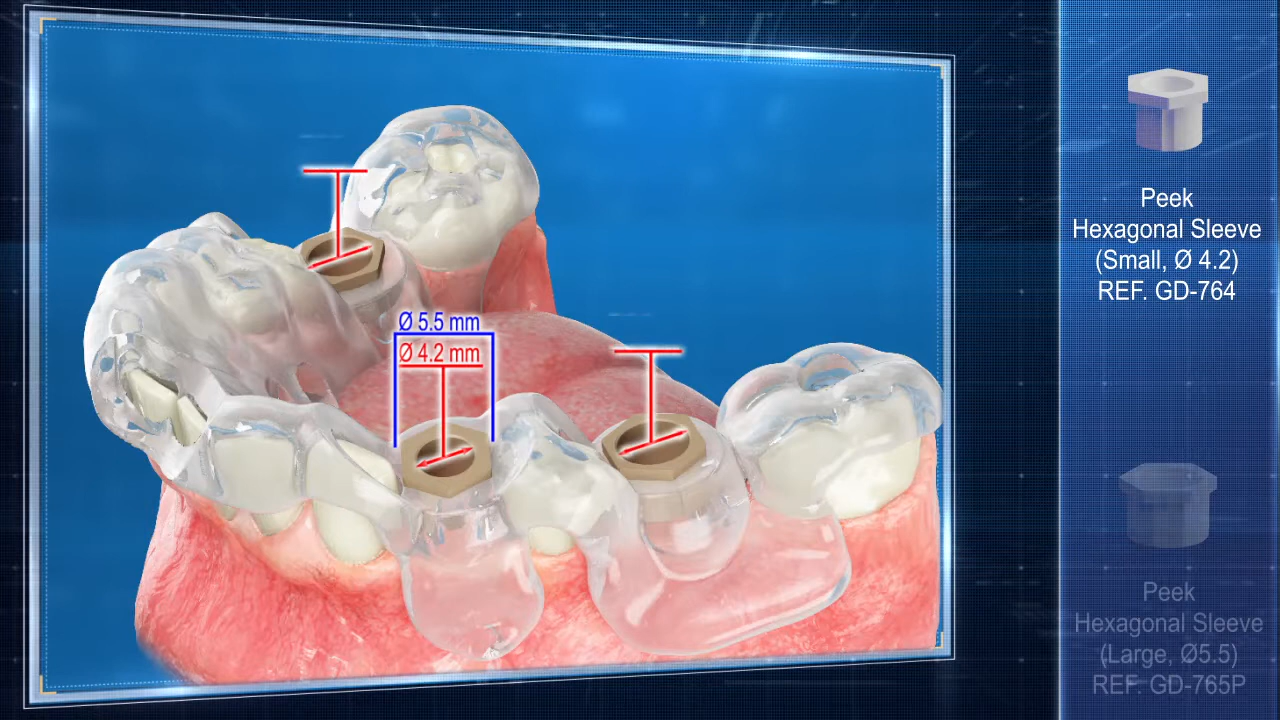 Ø 5.5 mm
Ø 4.2 mm
Peek
Hexagonal Sleeve
(Small, Ø 4.2)
REF. GD-764
Peek
Hexagonal Sleeve
(Large, Ø5.5)
REF. GD-765P